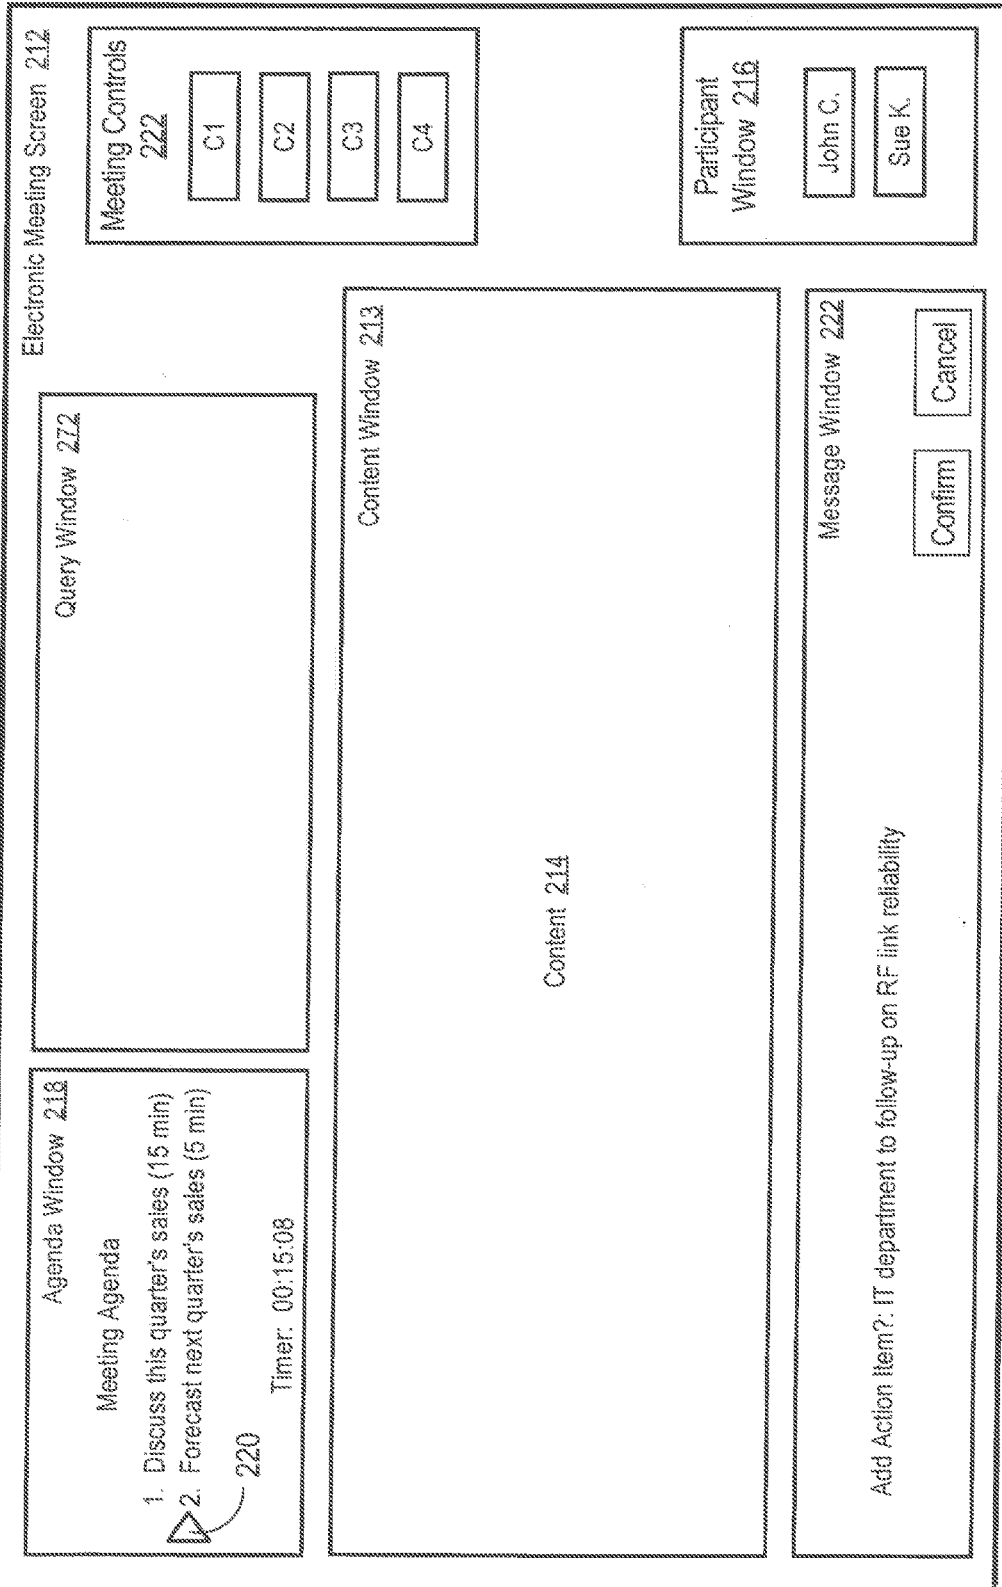 Electronic Meeting Screen 212
Agenda Window 218
Meeting Agenda
1. Discuss this quarter's sales (15 min)
2. Forecast next quarter's sales (5 min)
220
Timer: 00:15:08
Query Window 272
Meeting Controls
222
C1
C2
C3
C4
Content Window 213
Content 214
Participant
Window 216
John C.
Sue K.
Message Window 222
Add Action Item?: IT department to follow-up on RF link reliability
Confirm
Cancel